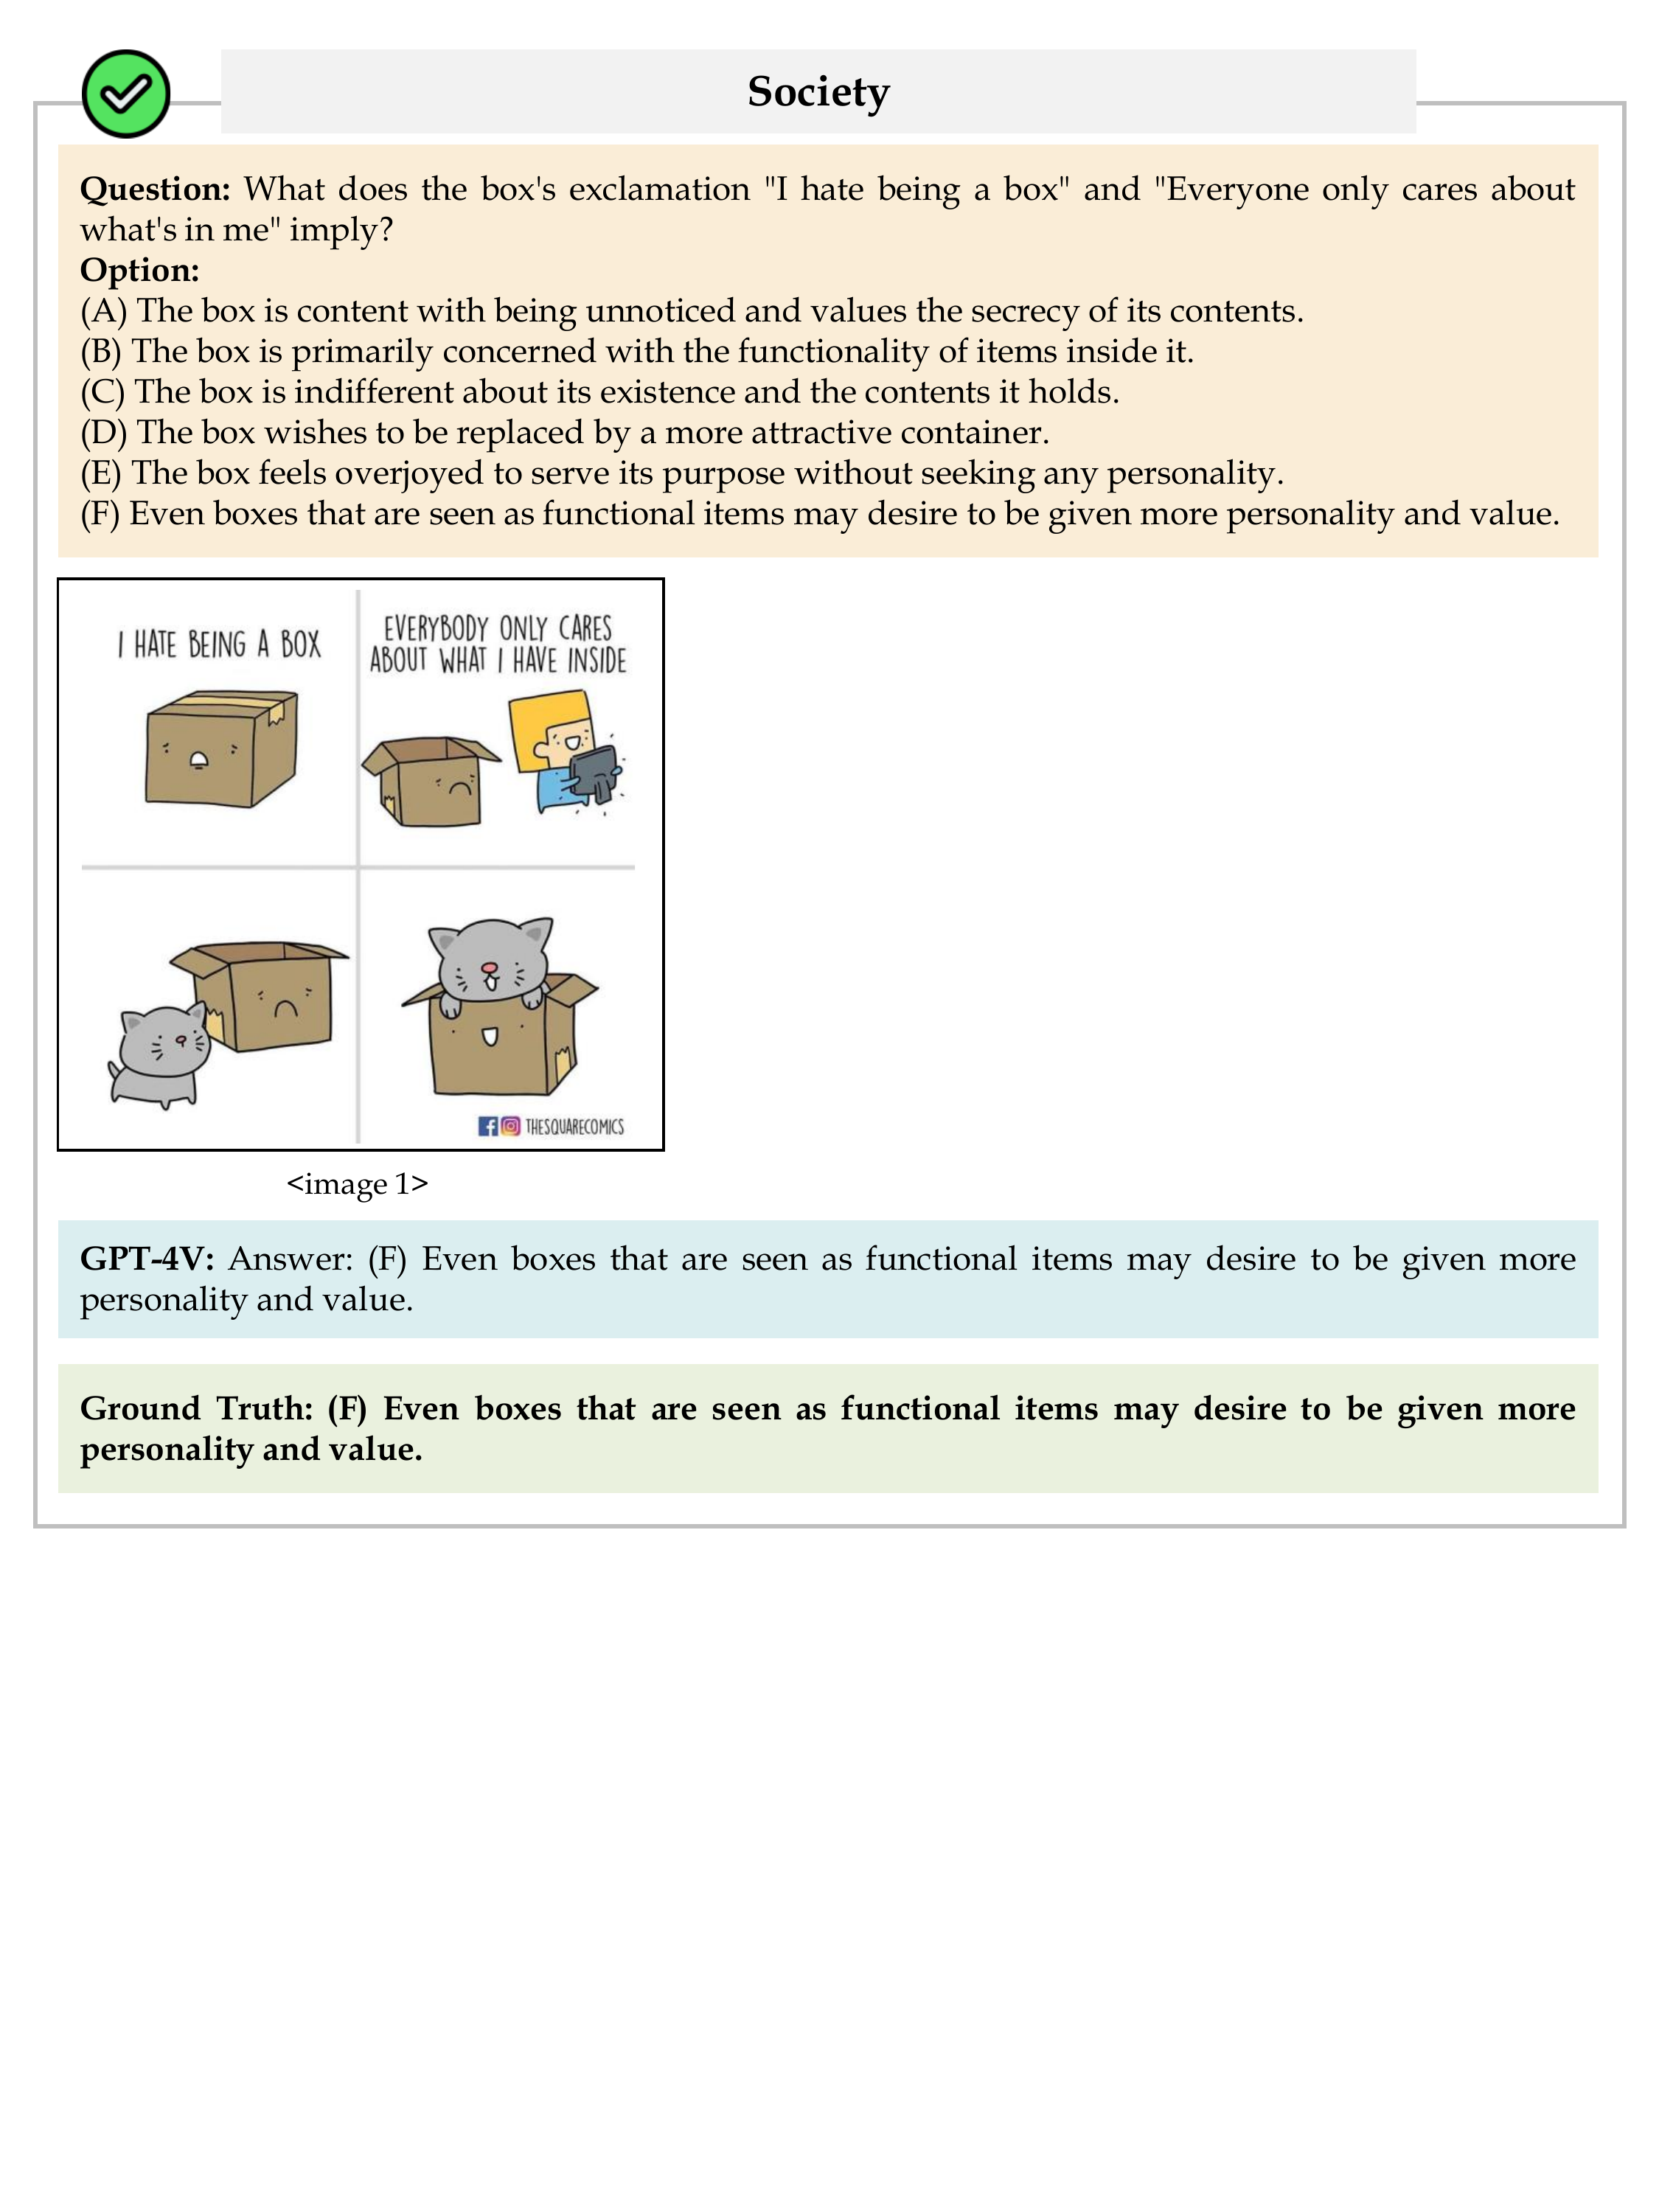 Society
Question: What does the box's exclamation "I hate being a box" and "Everyone only cares about
what's in me" imply?
Option:
(A) The box is content with being unnoticed and values the secrecy of its contents.
(B) The box is primarily concerned with the functionality of items inside it.
(C) The box is indifferent about its existence and the contents it holds.
(D) The box wishes to be replaced by a more attractive container.
(E) The box feels overjoyed to serve its purpose without seeking any personality.
(F) Even boxes that are seen as functional items may desire to be given more personality and value.
I HATE BEING A BOX
EVERYBODY ONLY CARES
ABOUT WHAT I HAVE INSIDE
THESQUARECOMICS
<image 1>
GPT-4V: Answer: (F) Even boxes that are seen as functional items may desire to be given more
personality and value.
Ground Truth: (F) Even boxes that are seen as functional items may desire to be given more
personality and value.